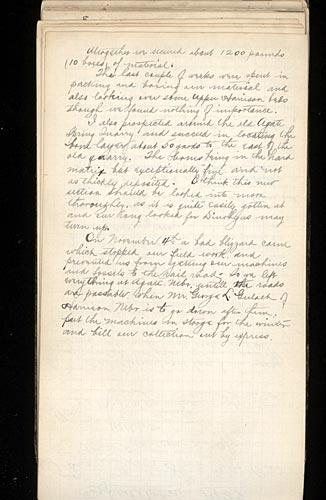 Altogether we secured about 1200 pounds
(10 boxes) of material.
The last couple of weeks were spent in
packing and boxing our material and
also looking over some Upper Harrison beds
though we found nothing of importance.
I also prospected around the old Agate
Spring Quarry and succeed in locating the
bone layer about 50 yards to the east of the
old quarry. The bones being in the hard
matrix but exceptionally fine and not
as thickly deposited. I think this new
section should be looked into more
thoroughly, as it is quite easily gotten at
and our long looked for Dinohyus may
turn up.
On November 4th a bad blizzard came
which stopped our field work and
prevented us from getting our machines
and fossils to the rail road. So we left
everything at Agate, Nebr. until the roads
are passable when Mr George L. of
Harrison Nebr. is to go down after them,
put the machines in storage for the winter
and bill our collection out by express.